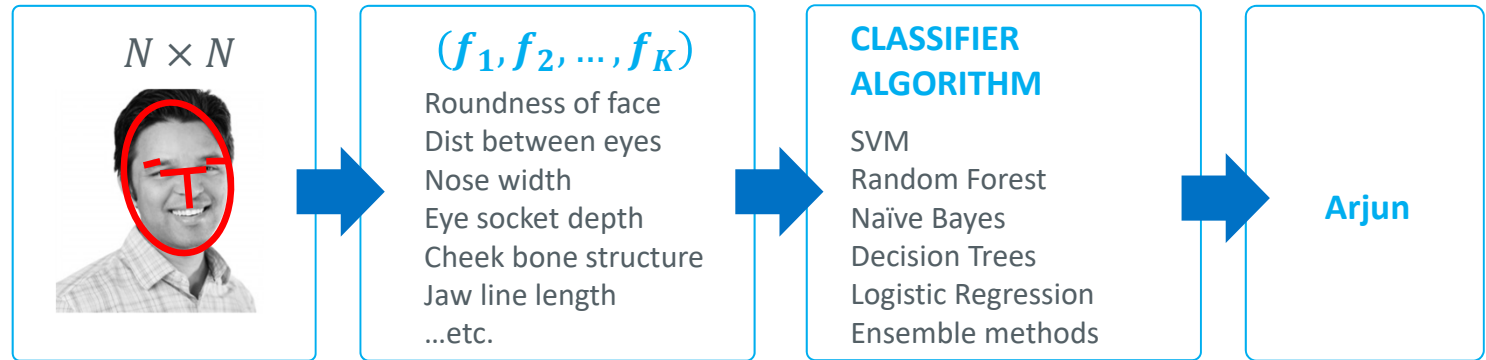 N × N
(f₁, f₂, …, f_K)
Roundness of face
Dist between eyes
Nose width
Eye socket depth
Cheek bone structure
Jaw line length
…etc.
CLASSIFIER
ALGORITHM
SVM
Random Forest
Naïve Bayes
Decision Trees
Logistic Regression
Ensemble methods
Arjun